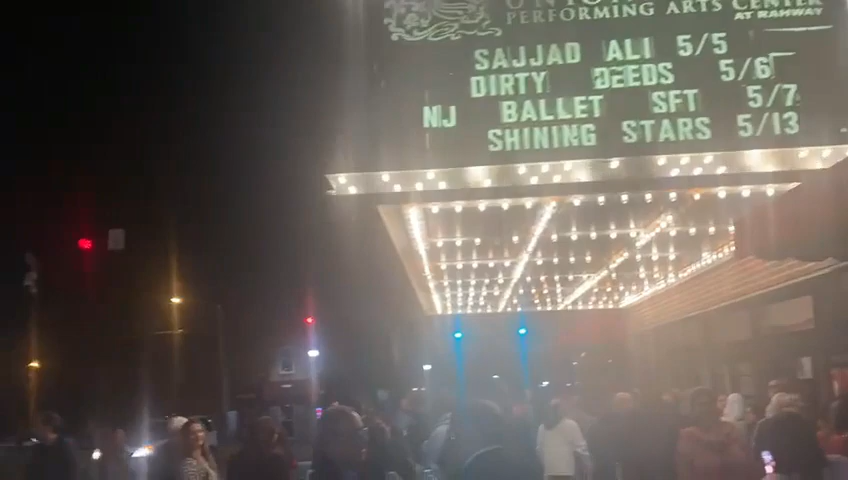 UNION
PERFORMING ARTS CENTER
AT RAHWAY
SAJJAD ALI 5/5
DIRTY DEEDS 5/6
NJ BALLET SFT 5/7
SHINING STARS 5/13